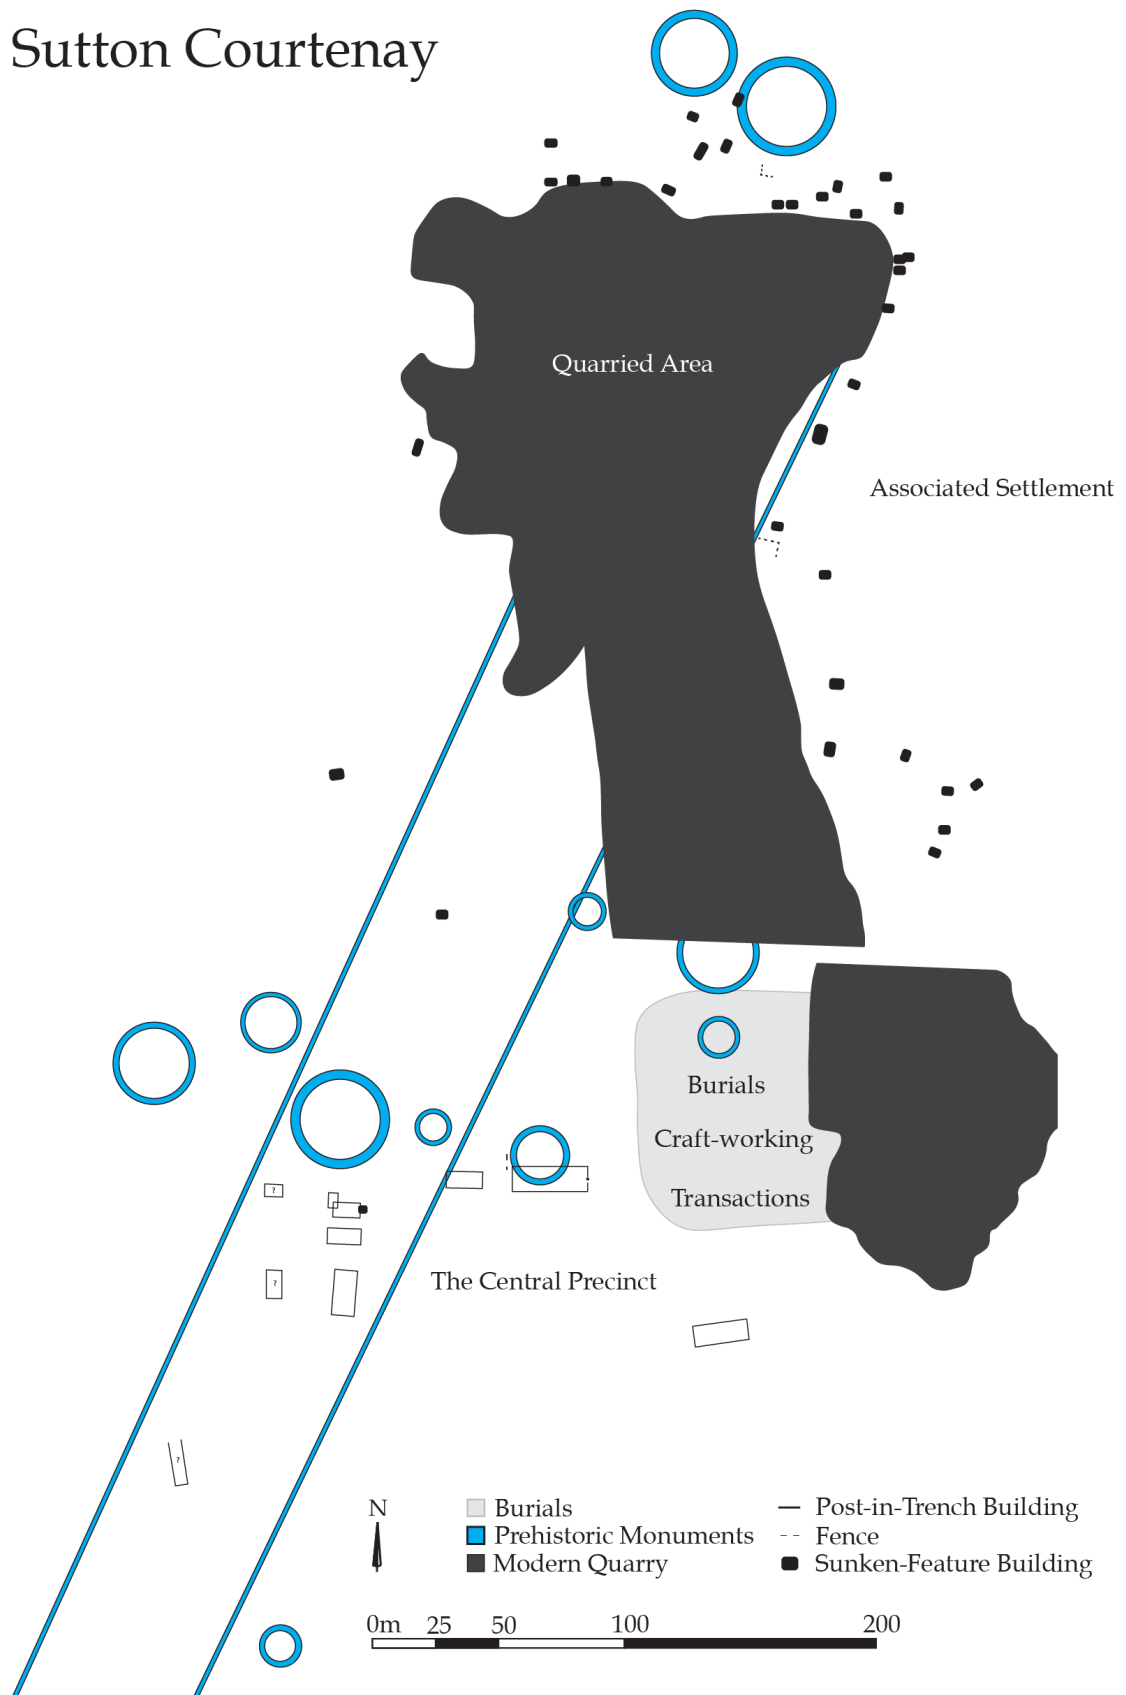 Sutton Courtenay
Quarried Area
Associated Settlement
Burials
Craft-working
Transactions
?
?
The Central Precinct
?
N
Burials
Prehistoric Monuments
Modern Quarry
Post-in-Trench Building
Fence
Sunken-Feature Building
0m 25 50 100 200